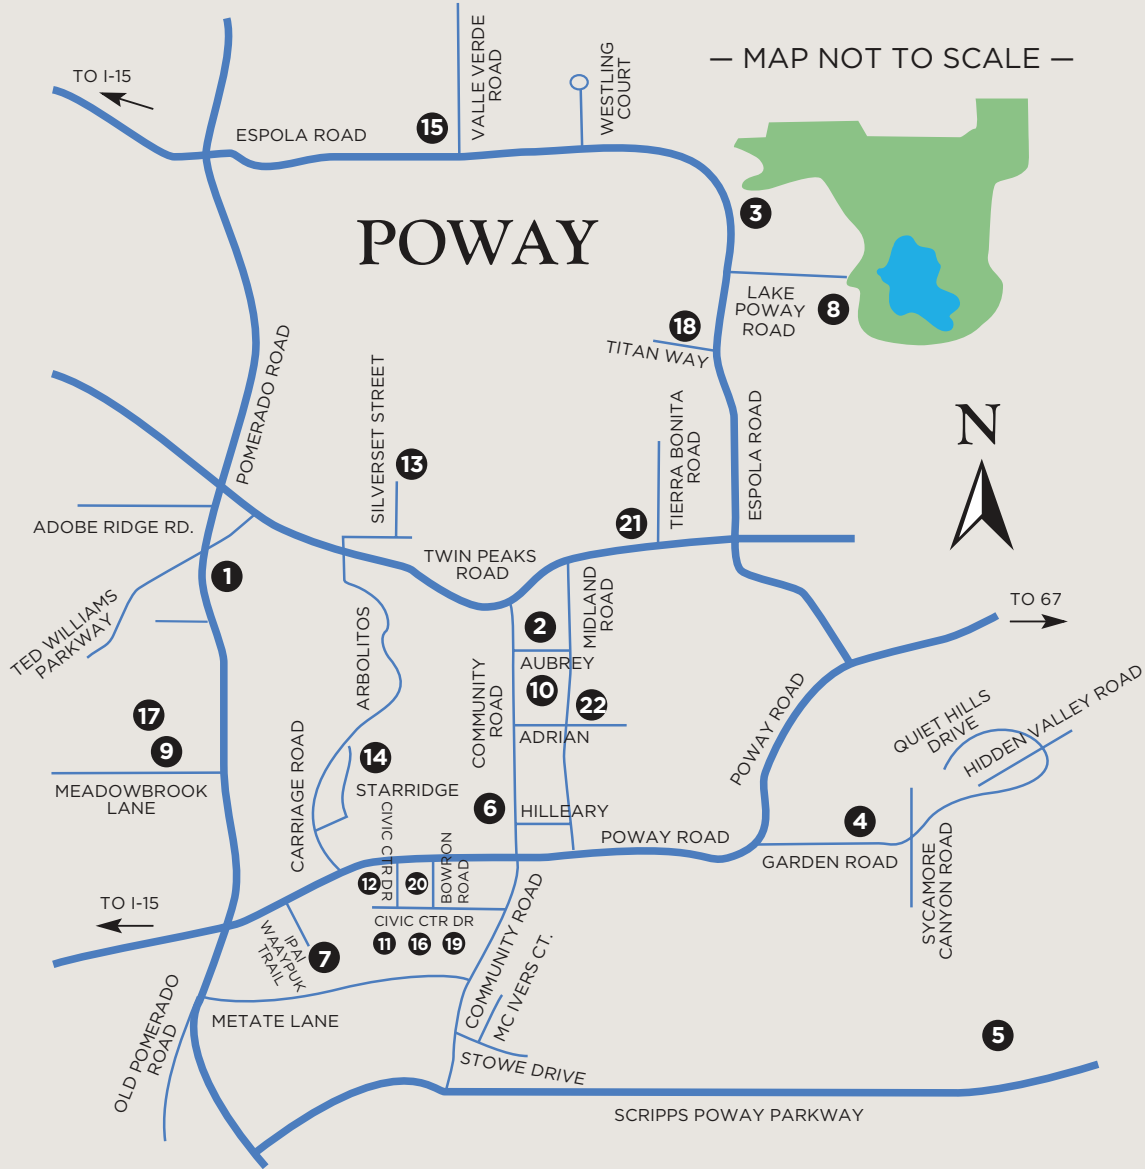 — MAP NOT TO SCALE —
TO I-15
VALLE VERDE
ROAD
WESTLING
COURT
15
ESPOLA ROAD
3
POWAY
LAKE
POWAY
ROAD
8
18
TITAN WAY
POMERADO ROAD
SILVERSET STREET
13
TIERRA BONITA
ROAD
ESPOLA ROAD
N
ADOBE RIDGE RD.
21
TWIN PEAKS
ROAD
1
MIDLAND
ROAD
TED WILLIAMS
PARKWAY
ARBOLITOS
2
TO 67
AUBREY
10
COMMUNITY
ROAD
22
ADRIAN
17
9
MEADOWBROOK
LANE
CARRIAGE ROAD
14
STARRIDGE
6
HILLEARY
POWAY ROAD
QUIET HILLS
DRIVE
HIDDEN VALLEY ROAD
4
GARDEN ROAD
SYCAMORE
CANYON ROAD
POWAY ROAD
CIVIC CTR DR
BOWRON
ROAD
12
20
CIVIC CTR DR
11
16
19
TO I-15
IPAI
WAAYPUK
TRAIL
7
COMMUNITY ROAD
MC IVERS CT.
METATE LANE
OLD POMERADO
ROAD
STOWE DRIVE
5
SCRIPPS POWAY PARKWAY